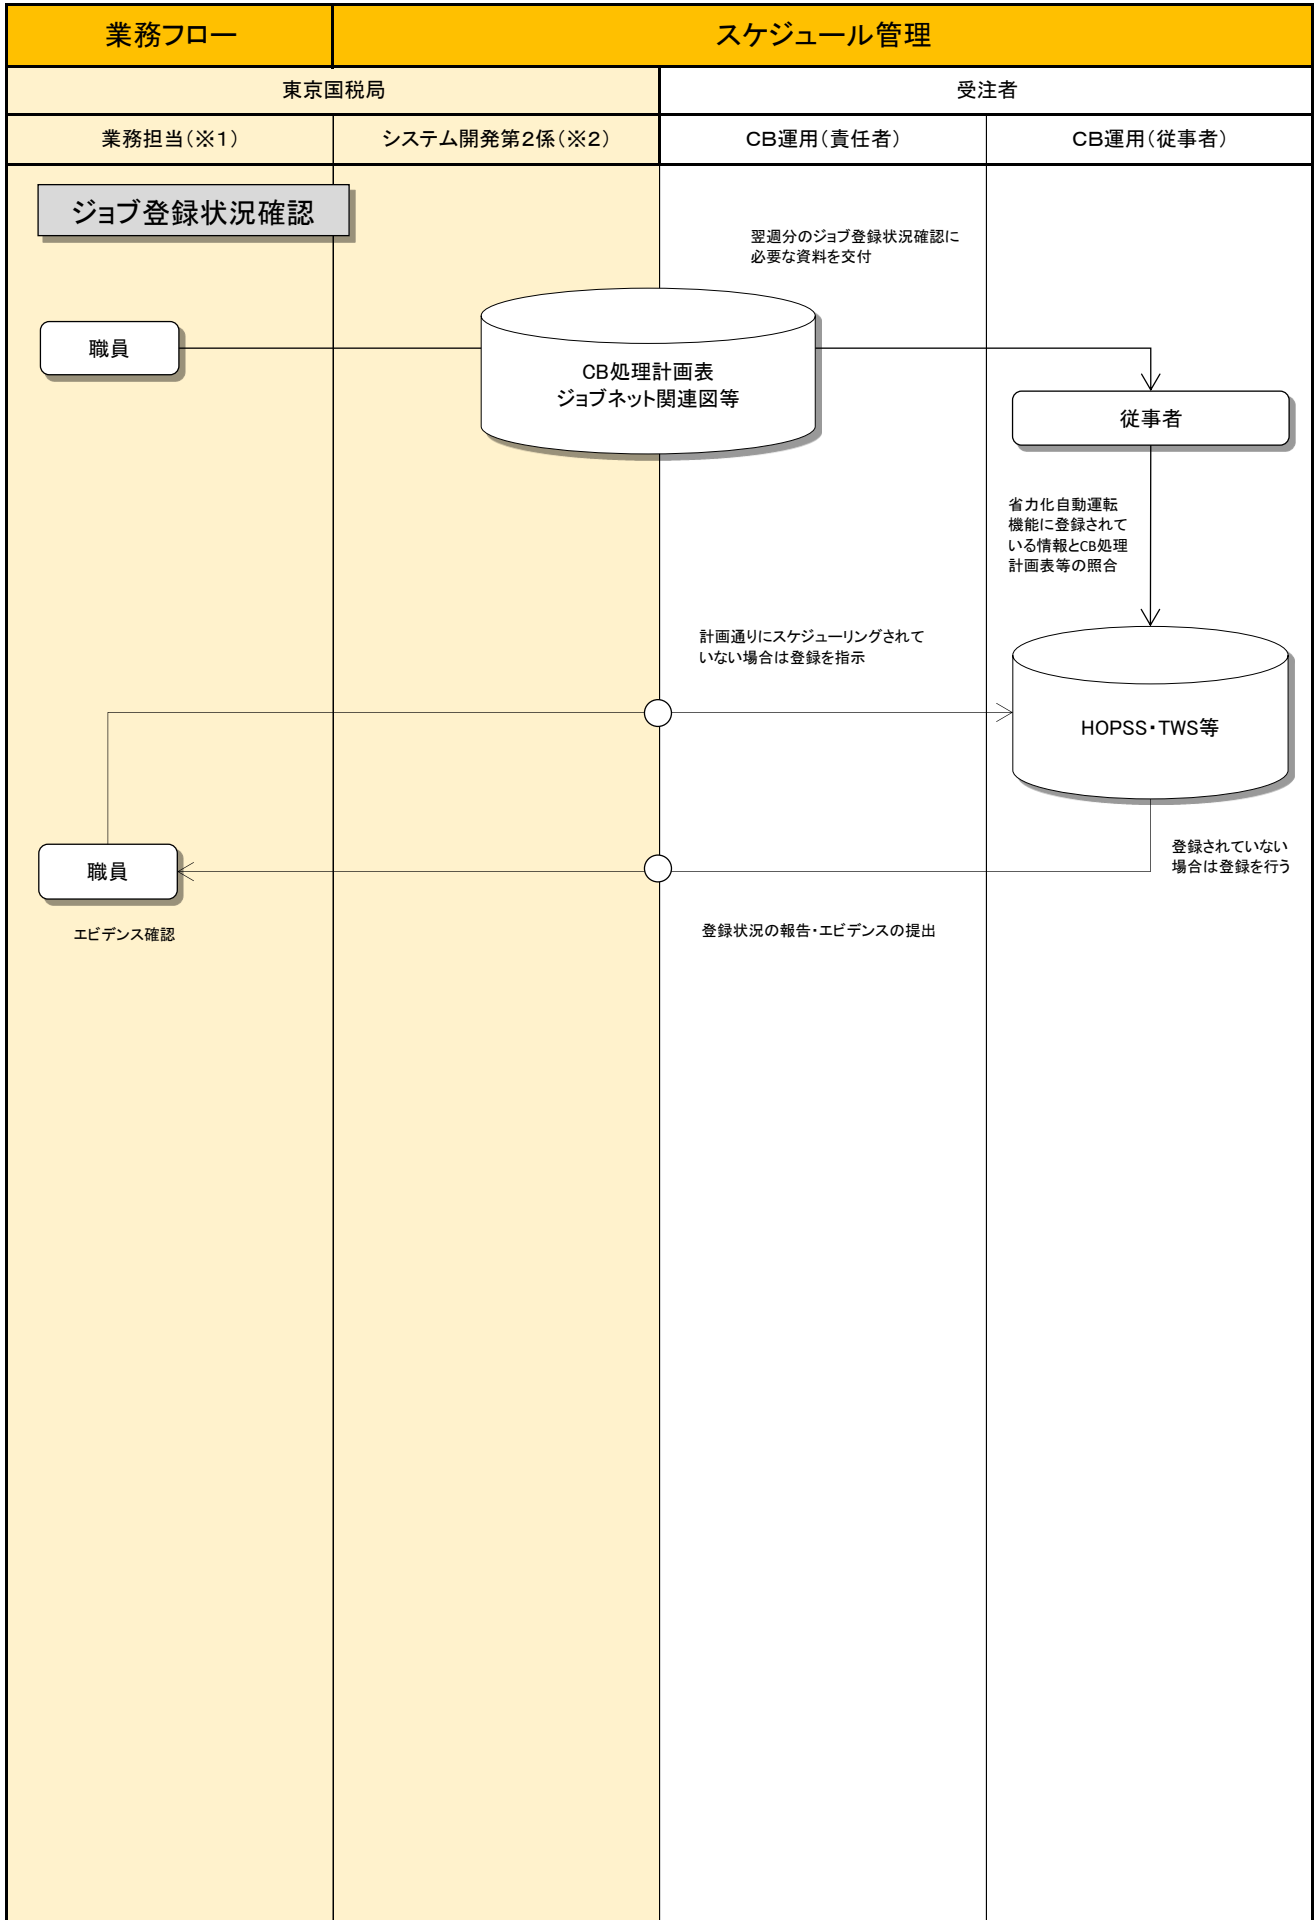 業務フロー
スケジュール管理
東京国税局
受注者
業務担当(※1)
システム開発第2係(※2)
CB運用(責任者)
CB運用(従事者)
ジョブ登録状況確認
翌週分のジョブ登録状況確認に
必要な資料を交付
職員
CB処理計画表
ジョブネット関連図等
従事者
省力化自動運転
機能に登録されて
いる情報とCB処理
計画表等の照合
計画通りにスケジューリングされて
いない場合は登録を指示
HOPSS・TWS等
職員
登録されていない
場合は登録を行う
エビデンス確認
登録状況の報告・エビデンスの提出